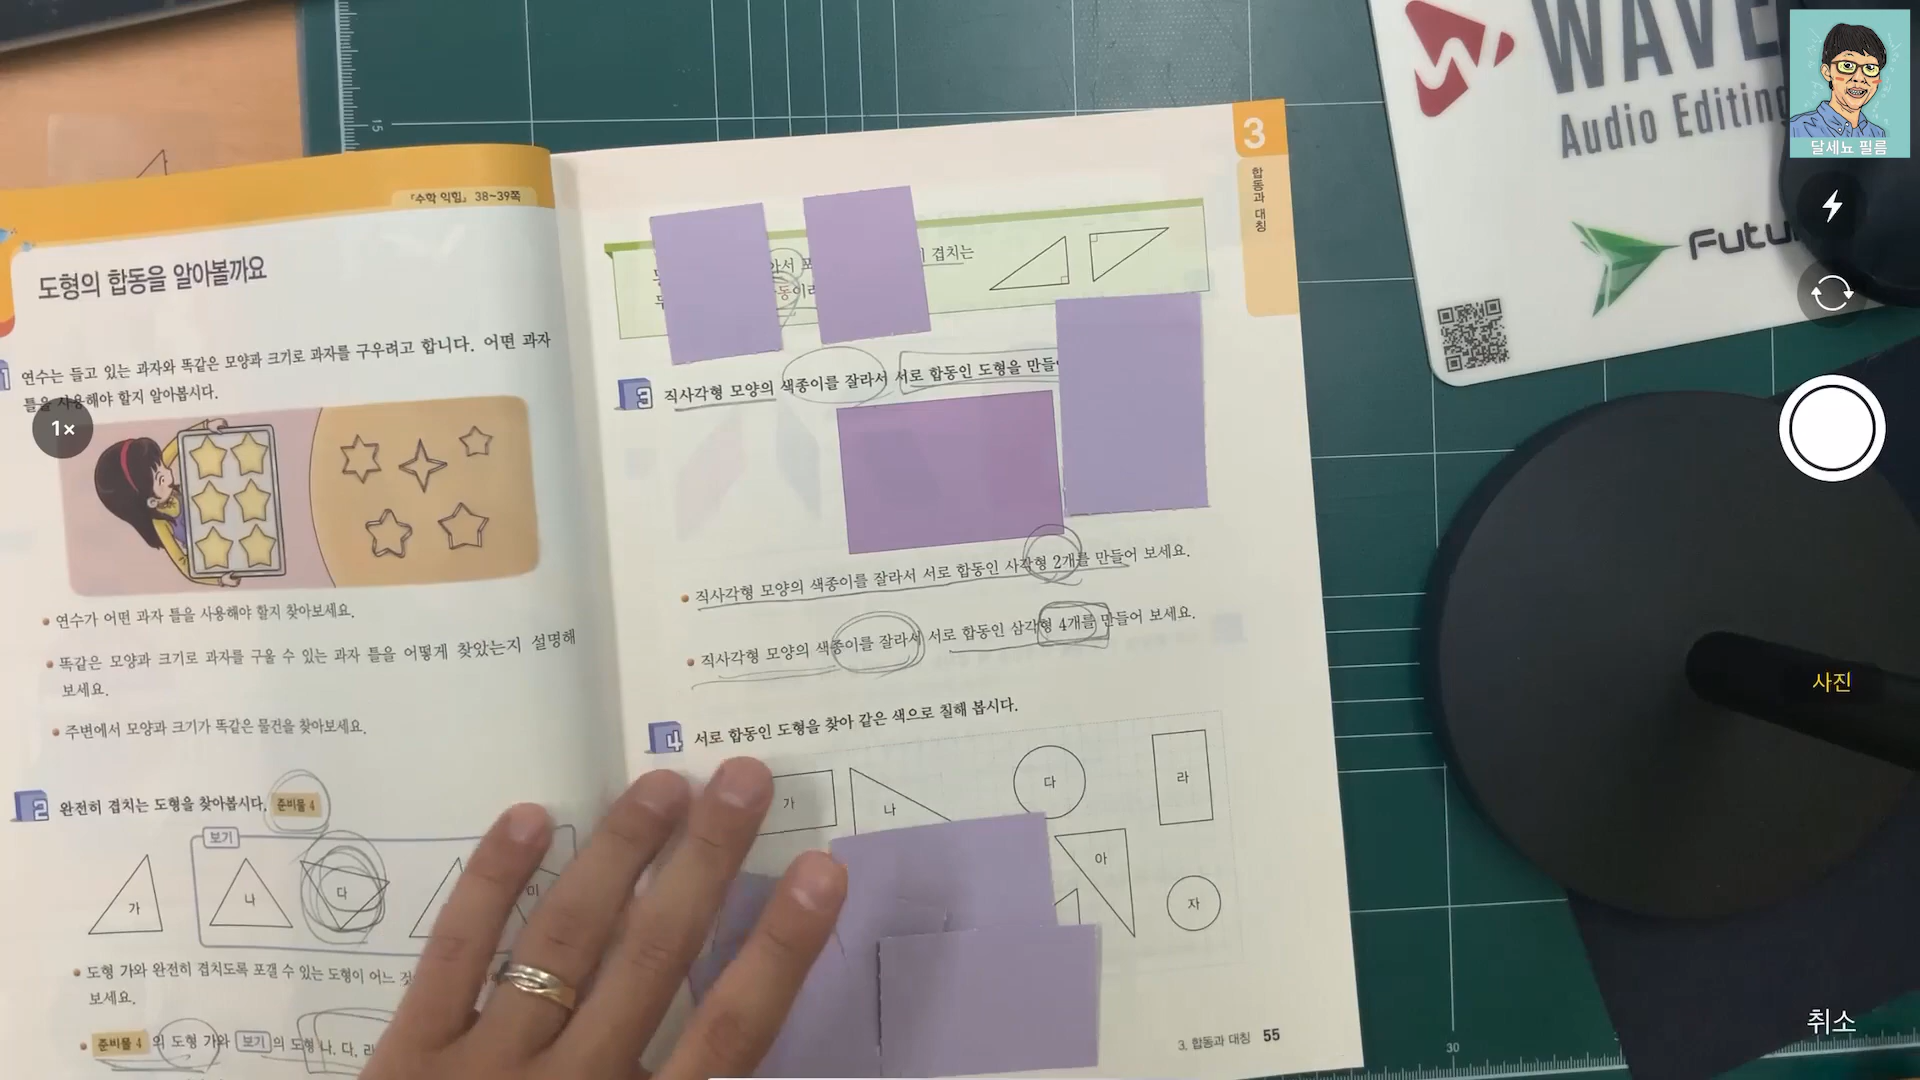 『수학 익힘』 38~39쪽
도형의 합동을 알아볼까요
1 연수는 들고 있는 과자와 똑같은 모양과 크기로 과자를 구우려고 합니다. 어떤 과자
틀을 사용해야 할지 알아봅시다.
1×
• 연수가 어떤 과자 틀을 사용해야 할지 찾아보세요.
• 똑같은 모양과 크기로 과자를 구울 수 있는 과자 틀을 어떻게 찾았는지 설명해
보세요.
• 주변에서 모양과 크기가 똑같은 물건을 찾아보세요.
2 완전히 겹치는 도형을 찾아봅시다. 준비물 4
보기
가
나
다
• 도형 가와 완전히 겹치도록 포갤 수 있는 도형이 어느
보세요.
• 준비물 4 의 도형 가와 보기 의 도형 나, 다, 라
겹치는
3 직사각형 모양의 색종이를 잘라서 서로 합동인 도형을 만들
• 직사각형 모양의 색종이를 잘라서 서로 합동인 사각형 2개를 만들어 보세요.
• 직사각형 모양의 색종이를 잘라서 서로 합동인 삼각형 4개를 만들어 보세요.
4 서로 합동인 도형을 찾아 같은 색으로 칠해 봅시다.
가
나
다
라
아
자
3. 합동과 대칭 55
3
합동과 대칭
15
30
WAVE
Audio Editing
Futu
달세뇨 필름
사진
취소